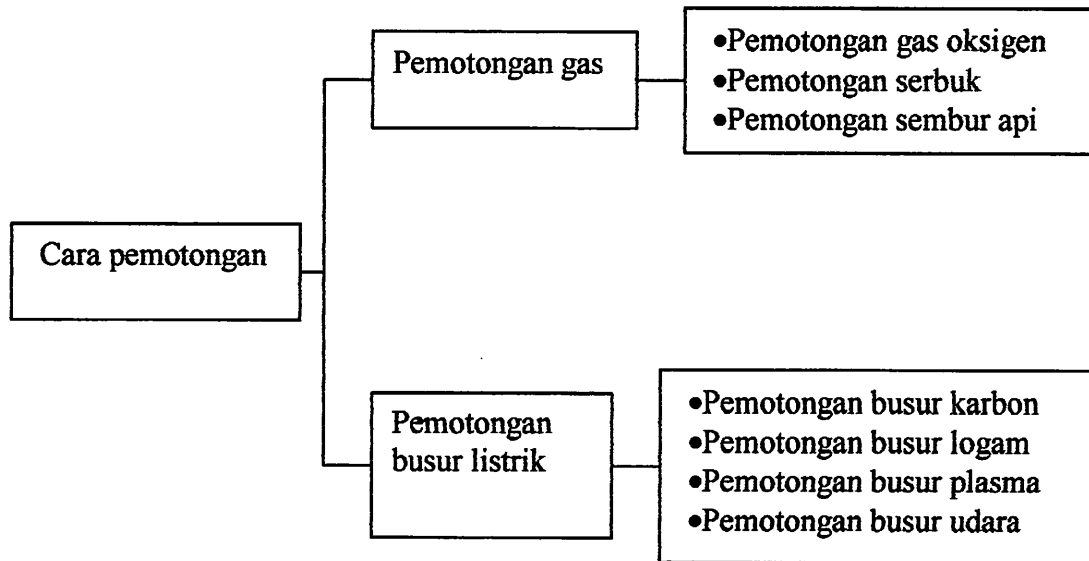 Cara pemotongan
Pemotongan gas
•Pemotongan gas oksigen
•Pemotongan serbuk
•Pemotongan sembur api
Pemotongan
busur listrik
•Pemotongan busur karbon
•Pemotongan busur logam
•Pemotongan busur plasma
•Pemotongan busur udara